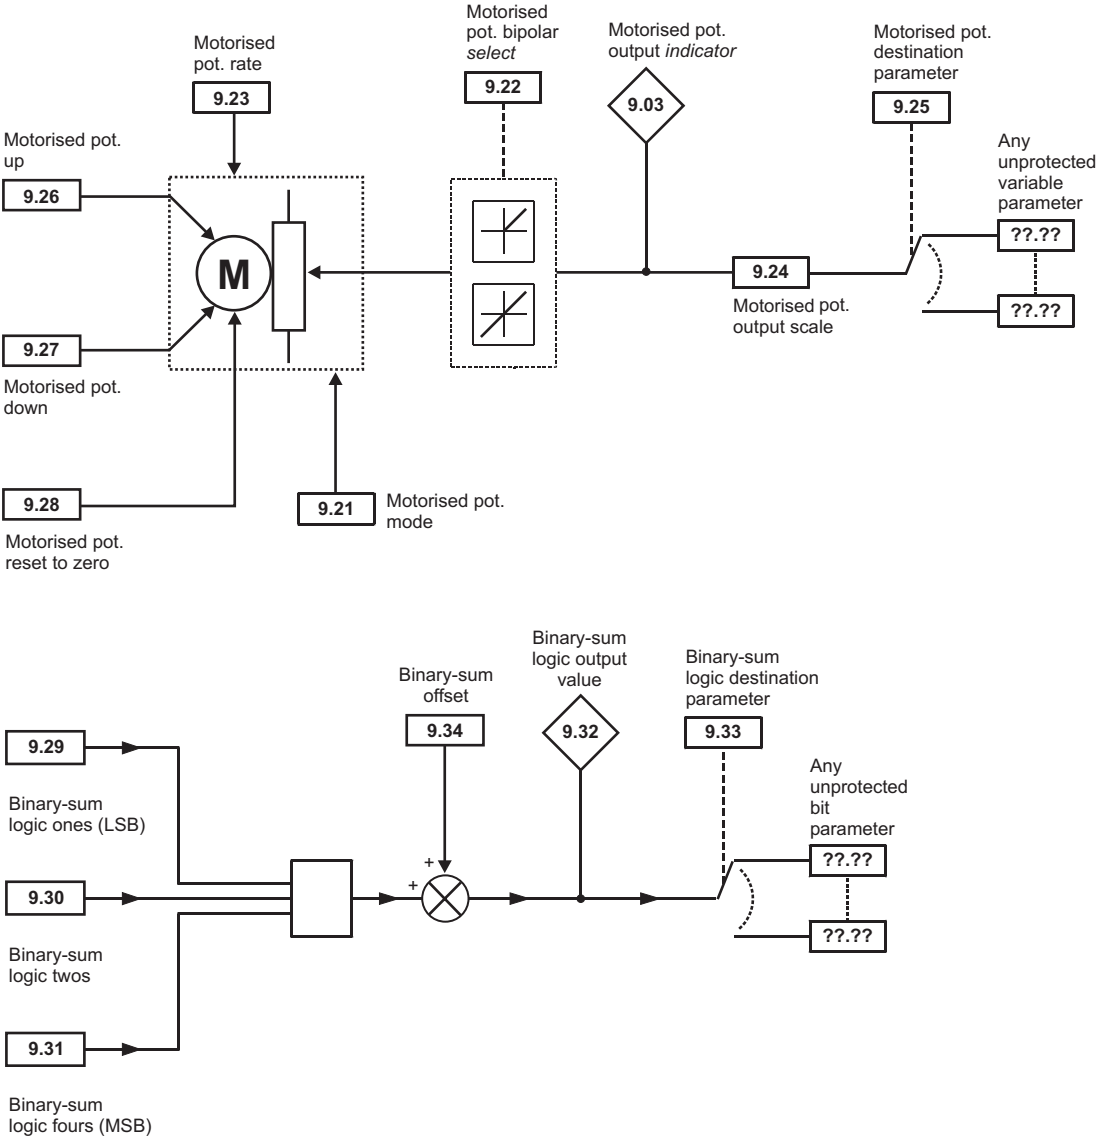 Motorised
pot. rate
9.23
Motorised
pot. bipolar
select
9.22
Motorised pot.
output indicator
9.03
Motorised pot.
destination
parameter
9.25
Any
unprotected
variable
parameter
??.??
??.??
Motorised pot.
up
9.26
M
9.24
Motorised pot.
output scale
9.27
Motorised pot.
down
9.28
Motorised pot.
reset to zero
9.21
Motorised pot.
mode
Binary-sum
offset
9.34
Binary-sum
logic output
value
9.32
Binary-sum
logic destination
parameter
9.33
Any
unprotected
bit
parameter
??.??
??.??
9.29
Binary-sum
logic ones (LSB)
+
+
9.30
Binary-sum
logic twos
9.31
Binary-sum
logic fours (MSB)